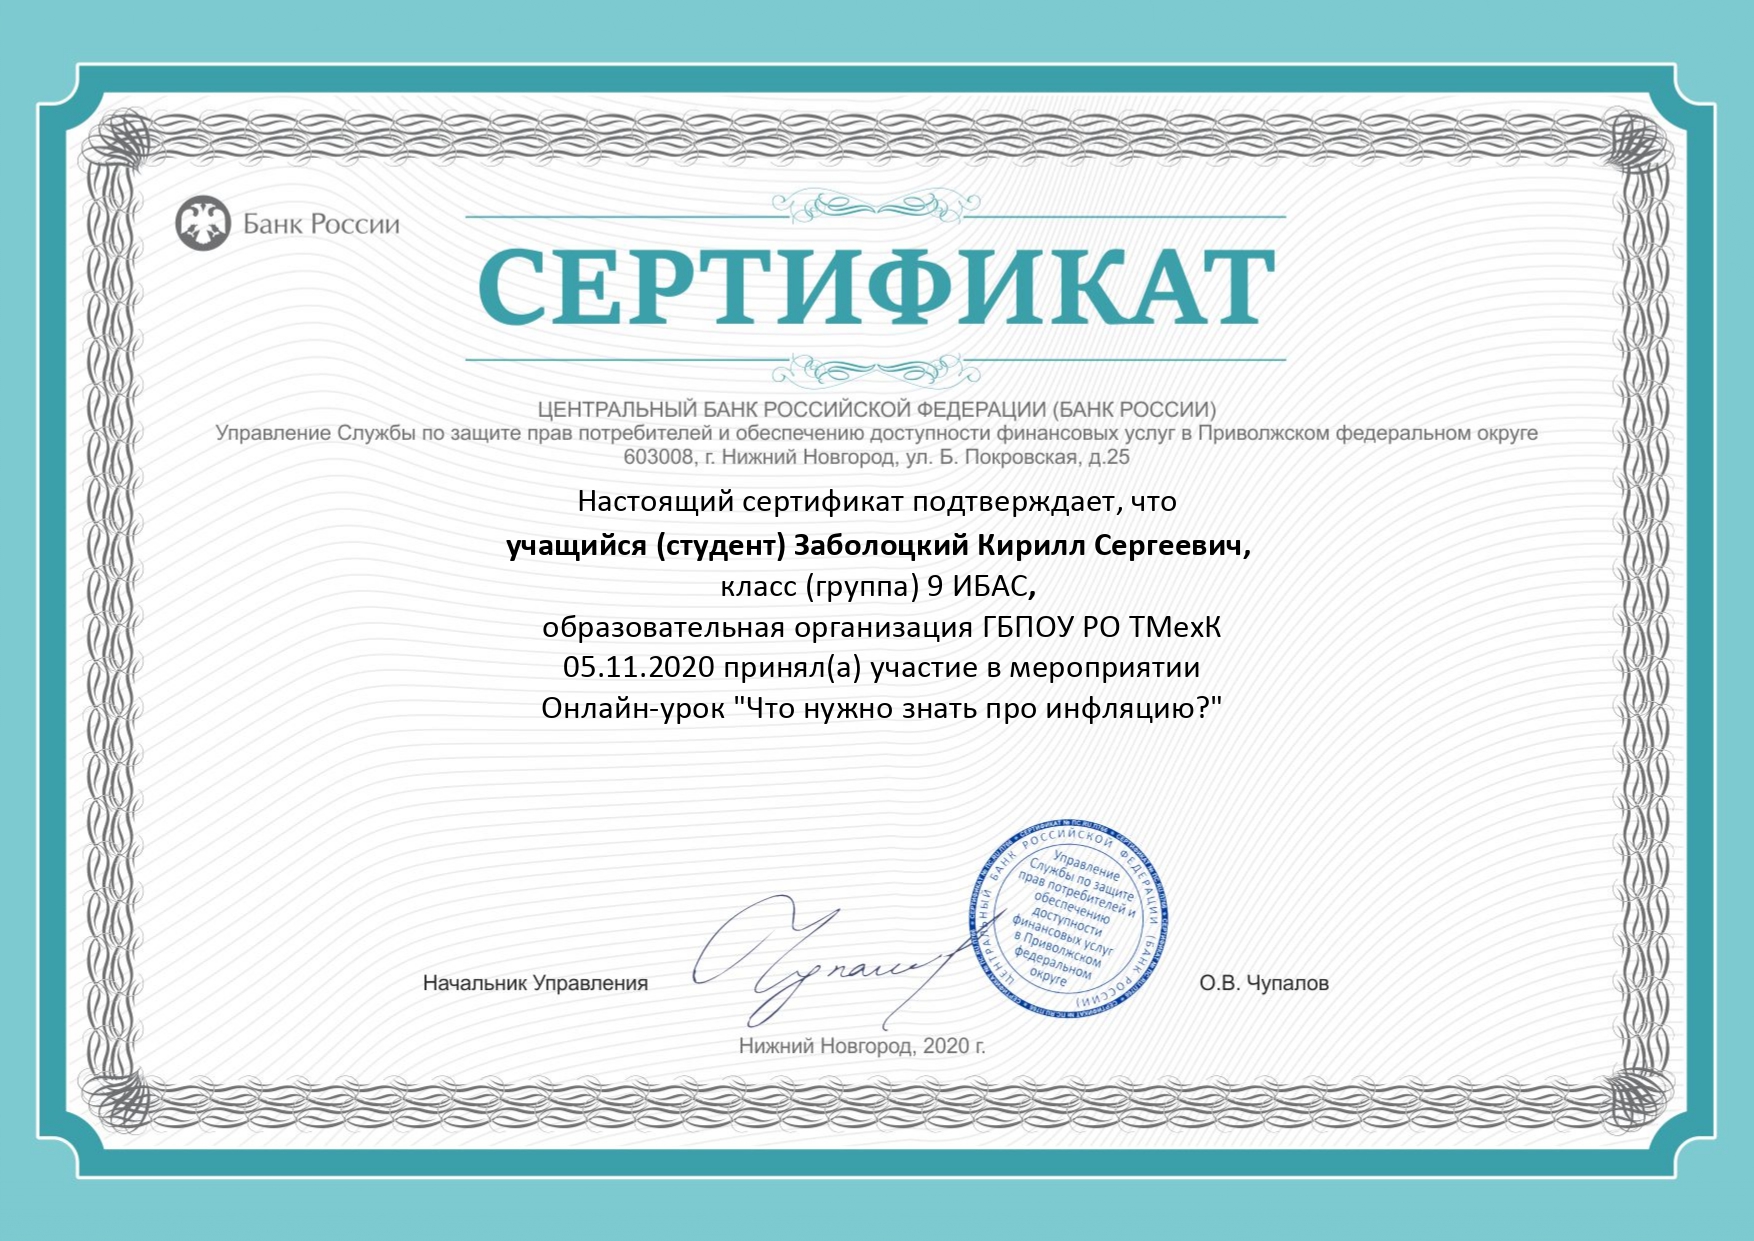 Банк России
СЕРТИФИКАТ
ЦЕНТРАЛЬНЫЙ БАНК РОССИЙСКОЙ ФЕДЕРАЦИИ (БАНК РОССИИ)
Управление Службы по защите прав потребителей и обеспечению доступности финансовых услуг в Приволжском федеральном округе
603008, г. Нижний Новгород, ул. Б. Покровская, д.25
Настоящий сертификат подтверждает, что
учащийся (студент) Заболоцкий Кирилл Сергеевич,
класс (группа) 9 ИБАС,
образовательная организация ГБПОУ РО ТМехК
05.11.2020 принял(а) участие в мероприятии
Онлайн-урок "Что нужно знать про инфляцию?"
ЦЕНТРАЛЬНЫЙ БАНК РОССИЙСКОЙ ФЕДЕРАЦИИ (БАНК РОССИИ)
Управление
Службы по защите
прав потребителей и
обеспечению
доступности
финансовых услуг
в Приволжском
федеральном
округе
Начальник Управления
О.В. Чупалов
Нижний Новгород, 2020 г.